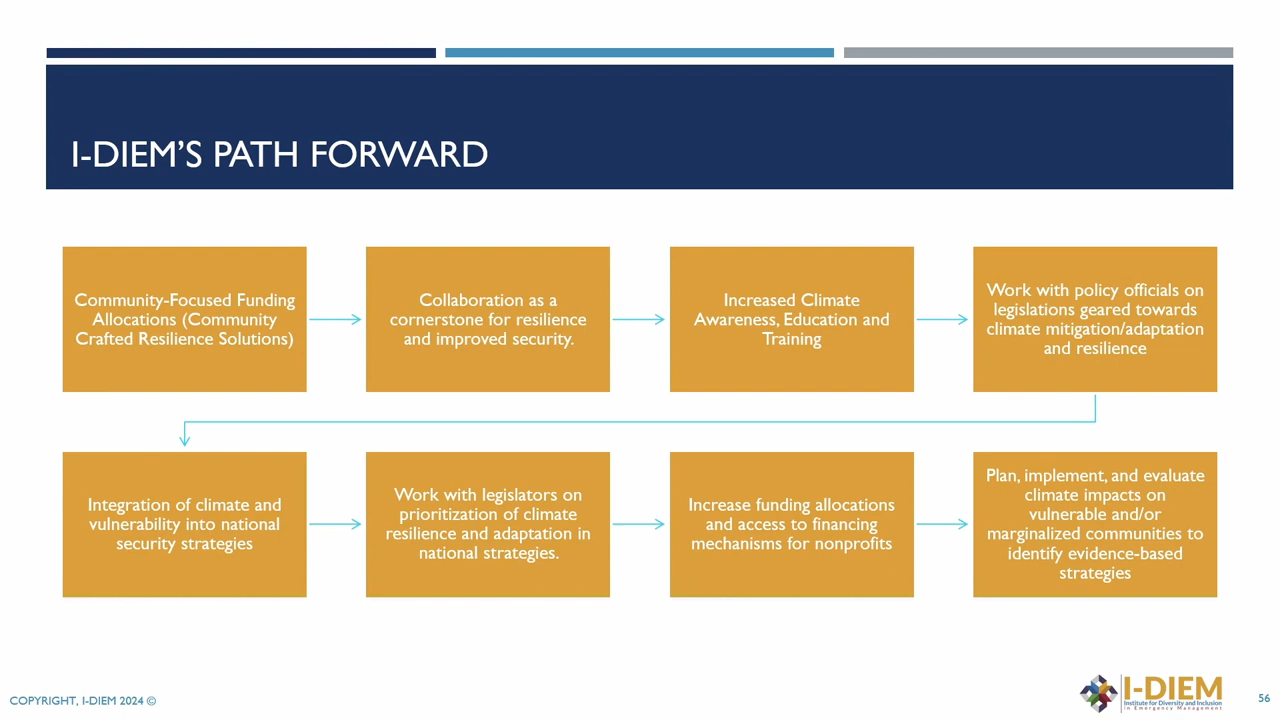 I-DIEM'S PATH FORWARD
Community-Focused Funding
Allocations (Community
Crafted Resilience Solutions)
Collaboration as a
cornerstone for resilience
and improved security.
Increased Climate
Awareness, Education and
Training
Work with policy officials on
legislations geared towards
climate mitigation/adaptation
and resilience
Integration of climate and
vulnerability into national
security strategies
Work with legislators on
prioritization of climate
resilience and adaptation in
national strategies.
Increase funding allocations
and access to financing
mechanisms for nonprofits
Plan, implement, and evaluate
climate impacts on
vulnerable and/or
marginalized communities to
identify evidence-based
strategies
COPYRIGHT, I-DIEM 2024 ©
I-DIEM
Institute for Diversity and Inclusion
in Emergency Management
56